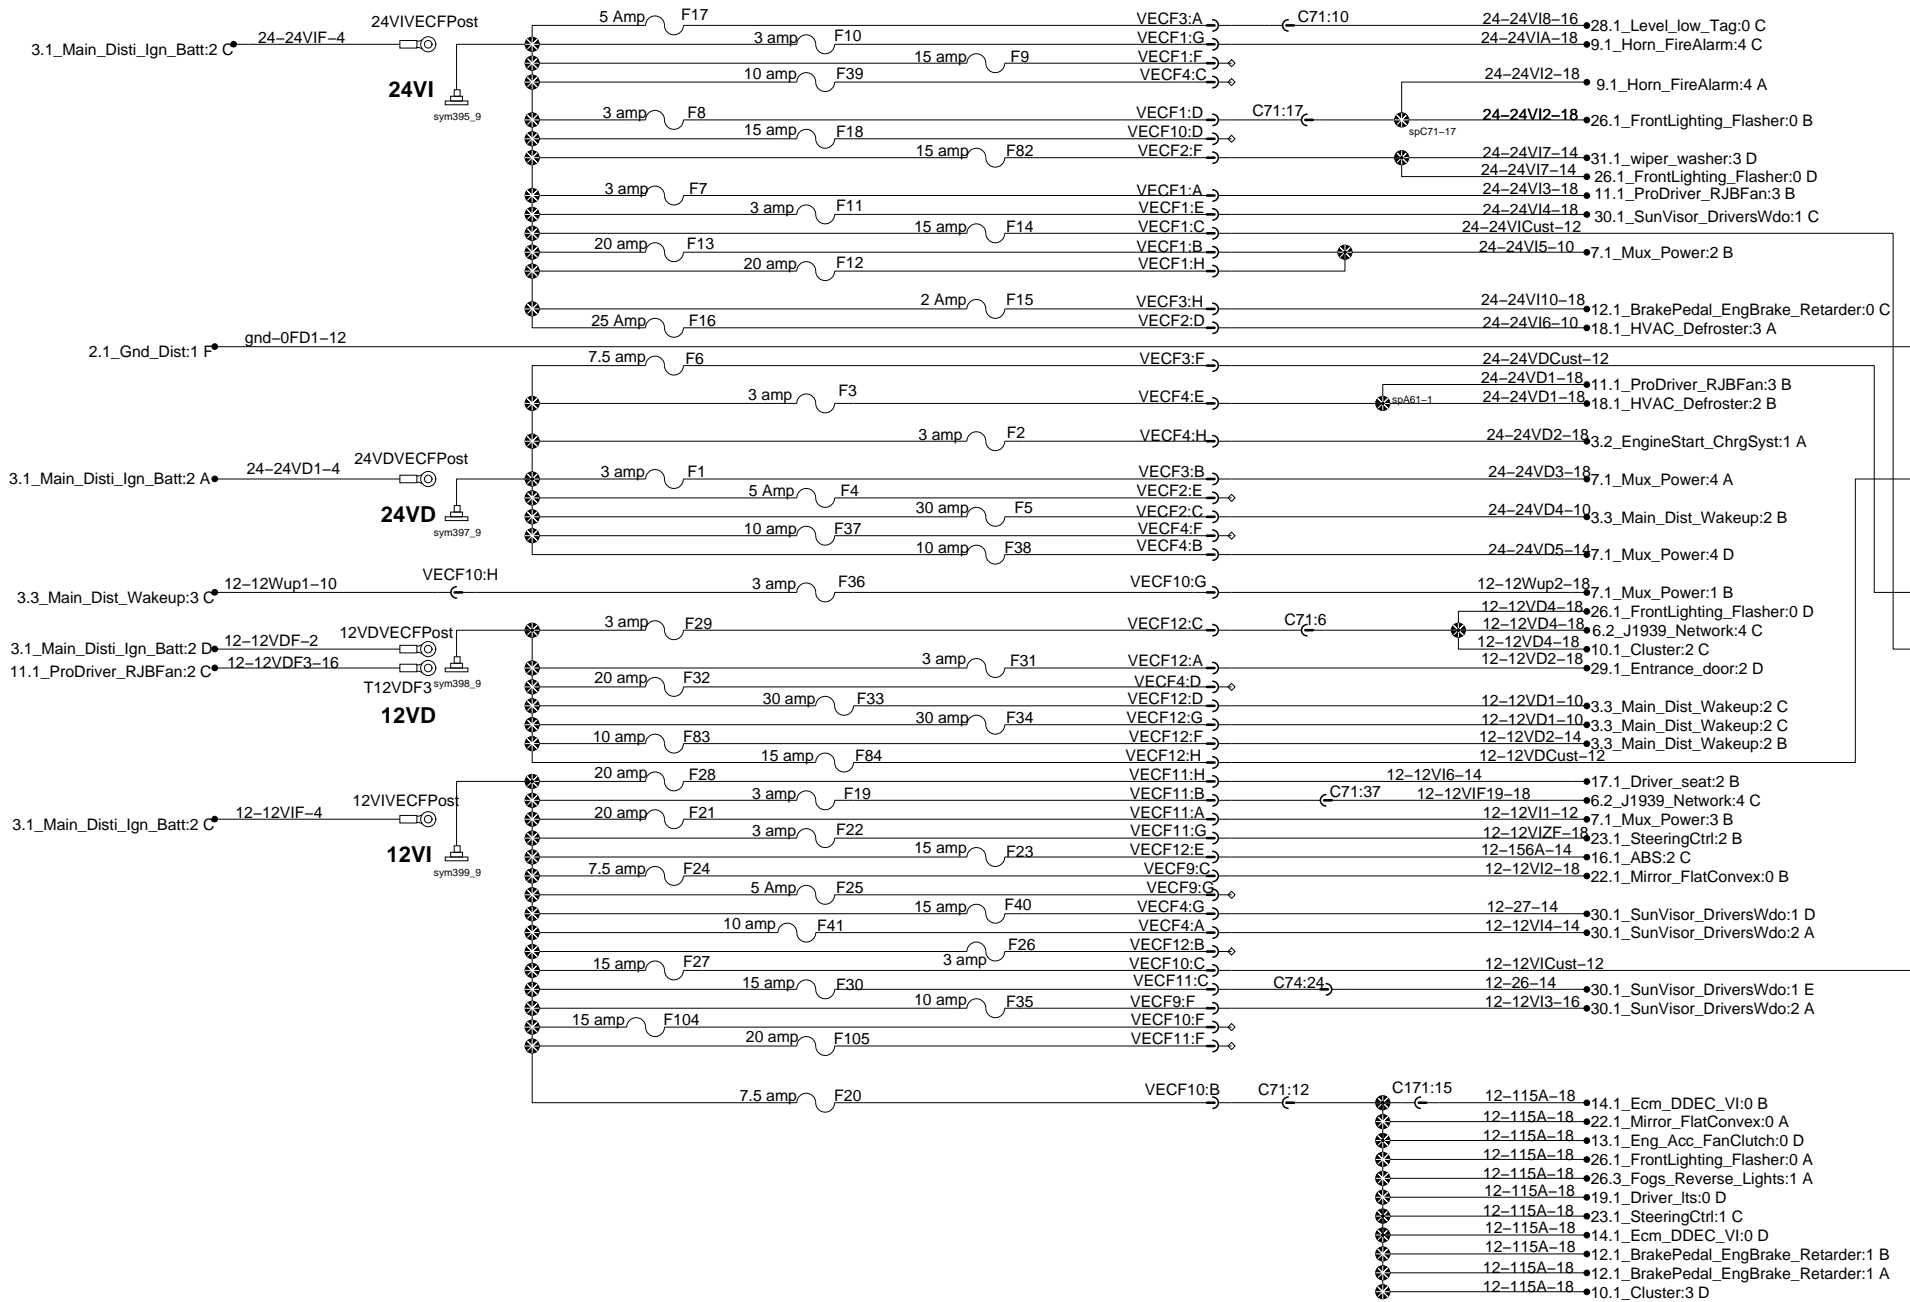 24VIVECFPost
3.1_Main_Disti_Ign_Batt:2 C 24-24VIF-4
24VI
sym395_9
5 Amp F17 VECF3:A C71:10 24-24VI8-16 28.1_Level_low_Tag:0 C
3 amp F10 VECF1:G 24-24VIA-18 9.1_Horn_FireAlarm:4 C
15 amp F9 VECF1:F
10 amp F39 VECF4:C
24-24VI2-18 9.1_Horn_FireAlarm:4 A
3 amp F8 VECF1:D C71:17 spC71-17 24-24VI2-18 26.1_FrontLighting_Flasher:0 B
15 amp F18 VECF10:D
15 amp F82 VECF2:F 24-24VI7-14 31.1_wiper_washer:3 D
24-24VI7-14 26.1_FrontLighting_Flasher:0 D
3 amp F7 VECF1:A 24-24VI3-18 11.1_ProDriver_RJBFan:3 B
3 amp F11 VECF1:E 24-24VI4-18 30.1_SunVisor_DriversWdo:1 C
15 amp F14 VECF1:C 24-24VICust-12
20 amp F13 VECF1:B 24-24VI5-10 7.1_Mux_Power:2 B
20 amp F12 VECF1:H
2 Amp F15 VECF3:H 24-24VI10-18 12.1_BrakePedal_EngBrake_Retarder:0 C
25 Amp F16 VECF2:D 24-24VI6-10 18.1_HVAC_Defroster:3 A
2.1_Gnd_Dist:1 F gnd-0FD1-12
7.5 amp F6 VECF3:F 24-24VDCust-12
24-24VD1-18 11.1_ProDriver_RJBFan:3 B
3 amp F3 VECF4:E spA61-1 24-24VD1-18 18.1_HVAC_Defroster:2 B
3 amp F2 VECF4:H 24-24VD2-18 3.2_EngineStart_ChrgSyst:1 A
24VDVECFPost
3.1_Main_Disti_Ign_Batt:2 A 24-24VD1-4
24VD
sym397_9
3 amp F1 VECF3:B 24-24VD3-18 7.1_Mux_Power:4 A
5 Amp F4 VECF2:E
30 amp F5 VECF2:C 24-24VD4-10 3.3_Main_Dist_Wakeup:2 B
10 amp F37 VECF4:F
10 amp F38 VECF4:B 24-24VD5-14 7.1_Mux_Power:4 D
3.3_Main_Dist_Wakeup:3 C 12-12Wup1-10 VECF10:H 3 amp F36 VECF10:G 12-12Wup2-18 7.1_Mux_Power:1 B
12-12VD4-18 26.1_FrontLighting_Flasher:0 D
3 amp F29 VECF12:C C71:6 12-12VD4-18 6.2_J1939_Network:4 C
12-12VD4-18 10.1_Cluster:2 C
3.1_Main_Disti_Ign_Batt:2 D 12-12VDF-2 12VDVECFPost
11.1_ProDriver_RJBFan:2 C 12-12VDF3-16
T12VDF3 sym398_9
12VD
3 amp F31 VECF12:A 12-12VD2-18 29.1_Entrance_door:2 D
20 amp F32 VECF4:D
30 amp F33 VECF12:D 12-12VD1-10 3.3_Main_Dist_Wakeup:2 C
30 amp F34 VECF12:G 12-12VD1-10 3.3_Main_Dist_Wakeup:2 C
10 amp F83 VECF12:F 12-12VD2-14 3.3_Main_Dist_Wakeup:2 B
15 amp F84 VECF12:H 12-12VDCust-12
20 amp F28 VECF11:H 12-12VI6-14 17.1_Driver_seat:2 B
3 amp F19 VECF11:B C71:37 12-12VIF19-18 6.2_J1939_Network:4 C
12VIVECFPost
3.1_Main_Disti_Ign_Batt:2 C 12-12VIF-4
12VI
sym399_9
20 amp F21 VECF11:A 12-12VI1-12 7.1_Mux_Power:3 B
3 amp F22 VECF11:G 12-12VIZF-18 23.1_SteeringCtrl:2 B
15 amp F23 VECF12:E 12-156A-14 16.1_ABS:2 C
7.5 amp F24 VECF9:C 12-12VI2-18 22.1_Mirror_FlatConvex:0 B
5 Amp F25 VECF9:G
15 amp F40 VECF4:G 12-27-14 30.1_SunVisor_DriversWdo:1 D
10 amp F41 VECF4:A 12-12VI4-14 30.1_SunVisor_DriversWdo:2 A
3 amp F26 VECF12:B
15 amp F27 VECF10:C 12-12VICust-12
15 amp F30 VECF11:C C74:24 12-26-14 30.1_SunVisor_DriversWdo:1 E
10 amp F35 VECF9:F 12-12VI3-16 30.1_SunVisor_DriversWdo:2 A
15 amp F104 VECF10:F
20 amp F105 VECF11:F
7.5 amp F20 VECF10:B C71:12 C171:15 12-115A-18 14.1_Ecm_DDEC_VI:0 B
12-115A-18 22.1_Mirror_FlatConvex:0 A
12-115A-18 13.1_Eng_Acc_FanClutch:0 D
12-115A-18 26.1_FrontLighting_Flasher:0 A
12-115A-18 26.3_Fogs_Reverse_Lights:1 A
12-115A-18 19.1_Driver_lts:0 D
12-115A-18 23.1_SteeringCtrl:1 C
12-115A-18 14.1_Ecm_DDEC_VI:0 D
12-115A-18 12.1_BrakePedal_EngBrake_Retarder:1 B
12-115A-18 12.1_BrakePedal_EngBrake_Retarder:1 A
12-115A-18 10.1_Cluster:3 D